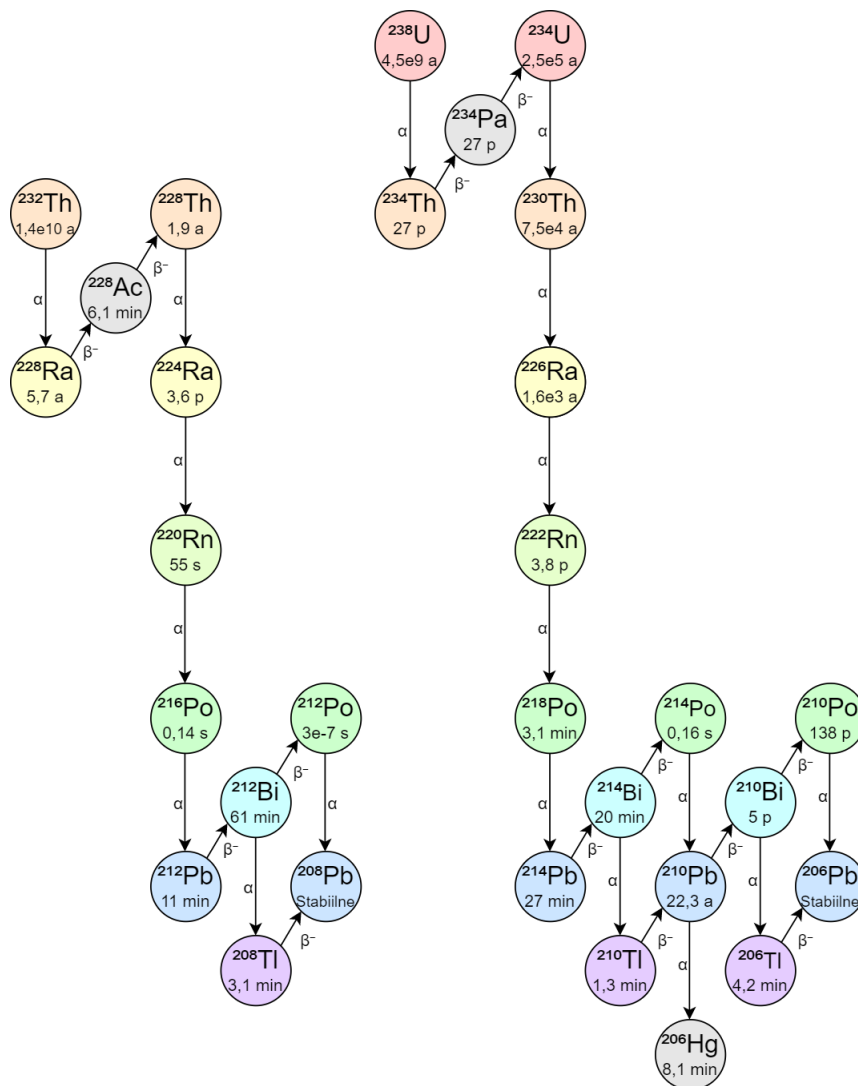 ²³⁸U
4,5e9 a
²³⁴U
2,5e5 a
β⁻
²³⁴Pa
27 p
α
α
β⁻
²³²Th
1,4e10 a
²²⁸Th
1,9 a
²³⁴Th
27 p
²³⁰Th
7,5e4 a
β⁻
²²⁸Ac
6,1 min
α
α
α
β⁻
²²⁸Ra
5,7 a
²²⁴Ra
3,6 p
²²⁶Ra
1,6e3 a
α
α
²²⁰Rn
55 s
²²²Rn
3,8 p
α
α
²¹⁶Po
0,14 s
²¹²Po
3e-7 s
²¹⁸Po
3,1 min
²¹⁴Po
0,16 s
²¹⁰Po
138 p
β⁻
β⁻
β⁻
²¹²Bi
61 min
²¹⁴Bi
20 min
²¹⁰Bi
5 p
α
α
α
α
α
β⁻
β⁻
β⁻
²¹²Pb
11 min
²⁰⁸Pb
Stabiilne
²¹⁴Pb
27 min
²¹⁰Pb
22,3 a
²⁰⁶Pb
Stabiilne
α
α
α
β⁻
β⁻
β⁻
²⁰⁸Tl
3,1 min
²¹⁰Tl
1,3 min
²⁰⁶Tl
4,2 min
α
²⁰⁶Hg
8,1 min